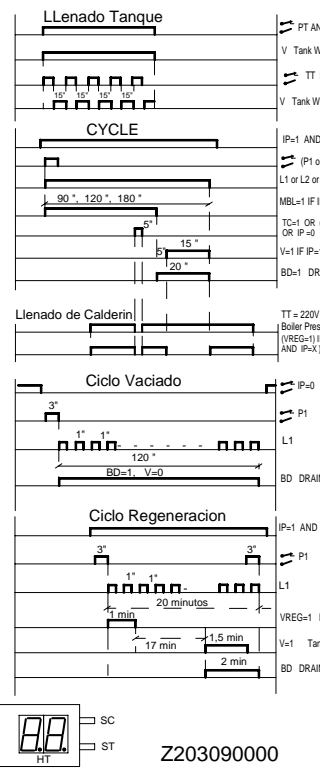 LLenado Tanque
PT AN
V Tank W
TT
15" 15" 15" 15"
V Tank W
CYCLE
IP=1 AND
(P1 o
L1 or L2 or
90 ", 120 ", 180 "
MBL=1 IF I
5"
TC=1 OR
OR IP =0
5" 15 "
V=1 IF IP=
20 "
BD=1 DR
Llenado de Calderin
TT = 220V
Boiler Pres
(VREG=1) I
AND IP=X
Ciclo Vaciado
IP=0
3"
P1
1" 1"
L1
120 "
BD=1, V=0
BD DRAIN
Ciclo Regeneracion
IP=1 AND
3" 3"
P1
1" 1"
L1
20 minutos
1 min
VREG=1
17 min
1,5 min
V=1 Tar
2 min
BD DRAIN
SC
ST
HT
Z203090000